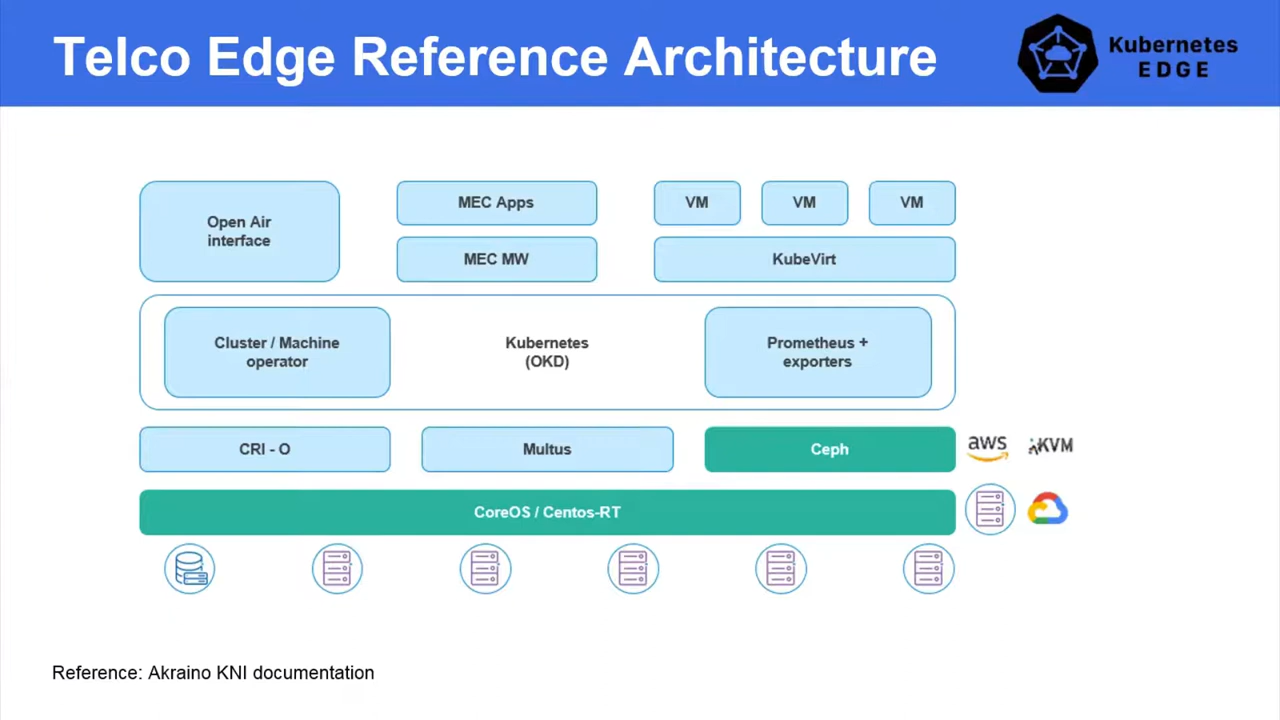 Telco Edge Reference Architecture
Kubernetes
EDGE
Open Air
interface
MEC Apps
MEC MW
VM
VM
VM
KubeVirt
Cluster / Machine
operator
Kubernetes
(OKD)
Prometheus +
exporters
CRI - O
Multus
Ceph
aws
KVM
CoreOS / Centos-RT
Reference: Akraino KNI documentation